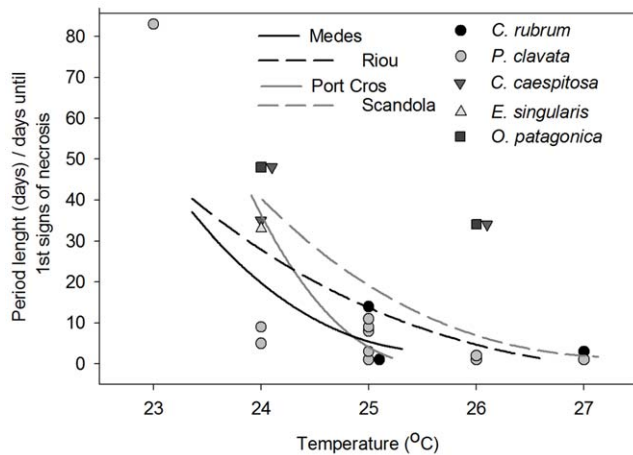 Period lenght (days) / days until
1st signs of necrosis
80
70
60
50
40
30
20
10
0
23
24
25
26
27
Temperature (ºC)
Medes
Riou
Port Cros
Scandola
C. rubrum
P. clavata
C. caespitosa
E. singularis
O. patagonica